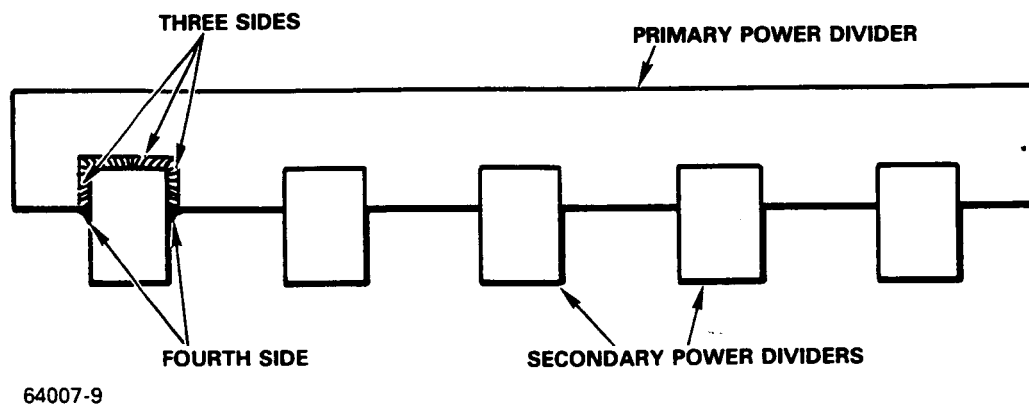 THREE SIDES
PRIMARY POWER DIVIDER
FOURTH SIDE
SECONDARY POWER DIVIDERS
64007-9